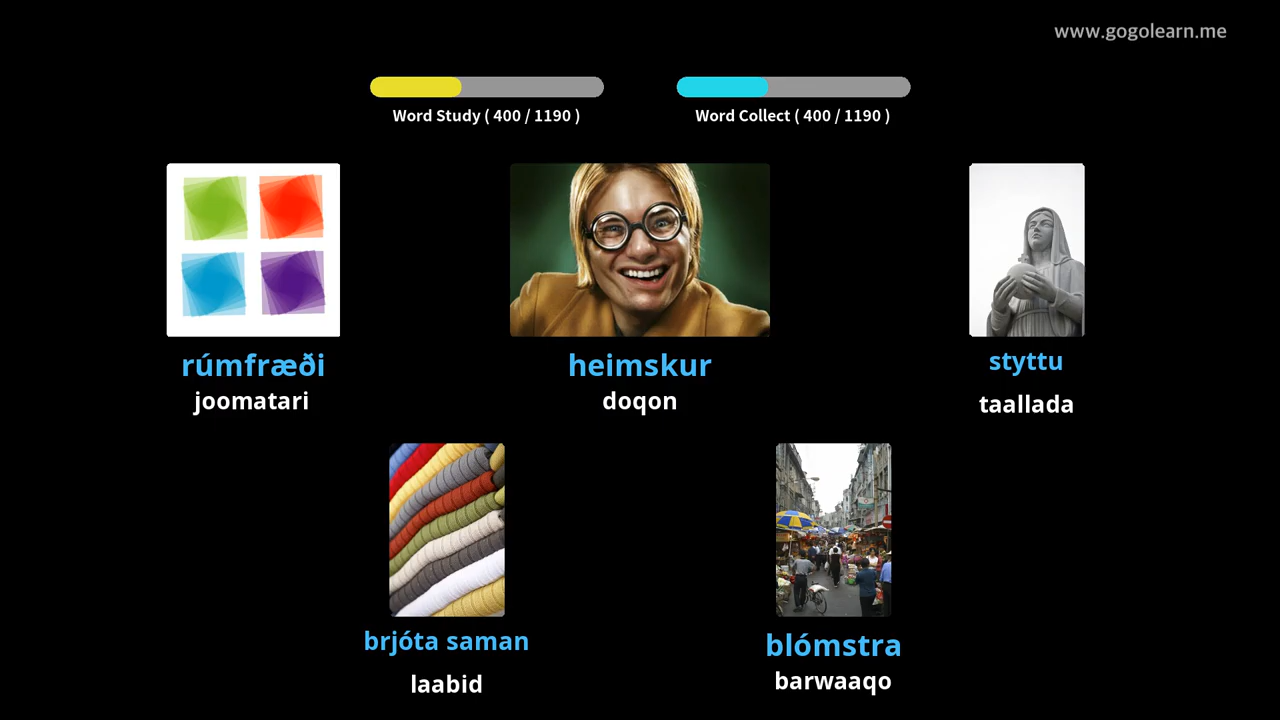 www.gogolearn.me
Word Study ( 400 / 1190 )
Word Collect ( 400 / 1190 )
rúmfræði
joomatari
heimskur
doqon
styttu
taallada
brjóta saman
laabid
blómstra
barwaaqo